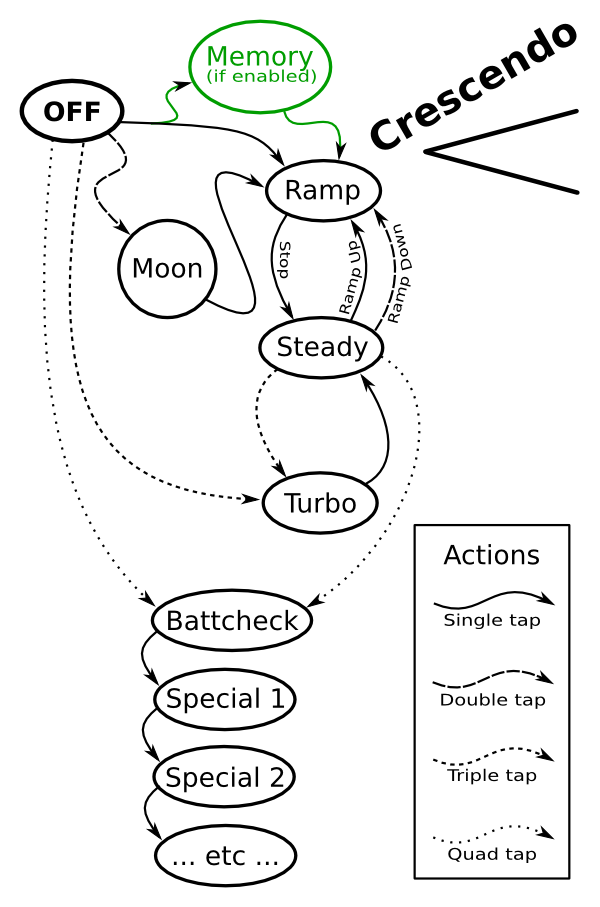 Crescendo
Memory
(if enabled)
OFF
Ramp
Moon
Stop
Ramp Up
Ramp Down
Steady
Turbo
Battcheck
Special 1
Special 2
... etc ...
Actions
Single tap
Double tap
Triple tap
Quad tap